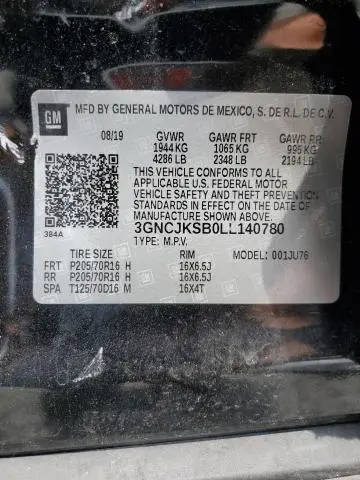 GM
MFD BY GENERAL MOTORS DE MEXICO, S. DE R.L. DE C.V.
08/19 GVWR GAWR FRT GAWR RR
1944 KG 1065 KG 995 KG
4286 LB 2348 LB 2194 LB
THIS VEHICLE CONFORMS TO ALL APPLICABLE
U.S. FEDERAL MOTOR VEHICLE
VEHICLE SAFETY AND THEFT PREVENTION
STANDARDS IN EFFECT ON THE DATE OF
MANUFACTURE SHOWN ABOVE.
384A
3GNCJKSB0LL140780
TYPE: M.P.V.
MODEL: 001JU76
TIRE SIZE RIM
FRT P205/70R16 H 16X6.5J
RR P205/70R16 H 16X6.5J
SPA T125/70D16 M 16X4T